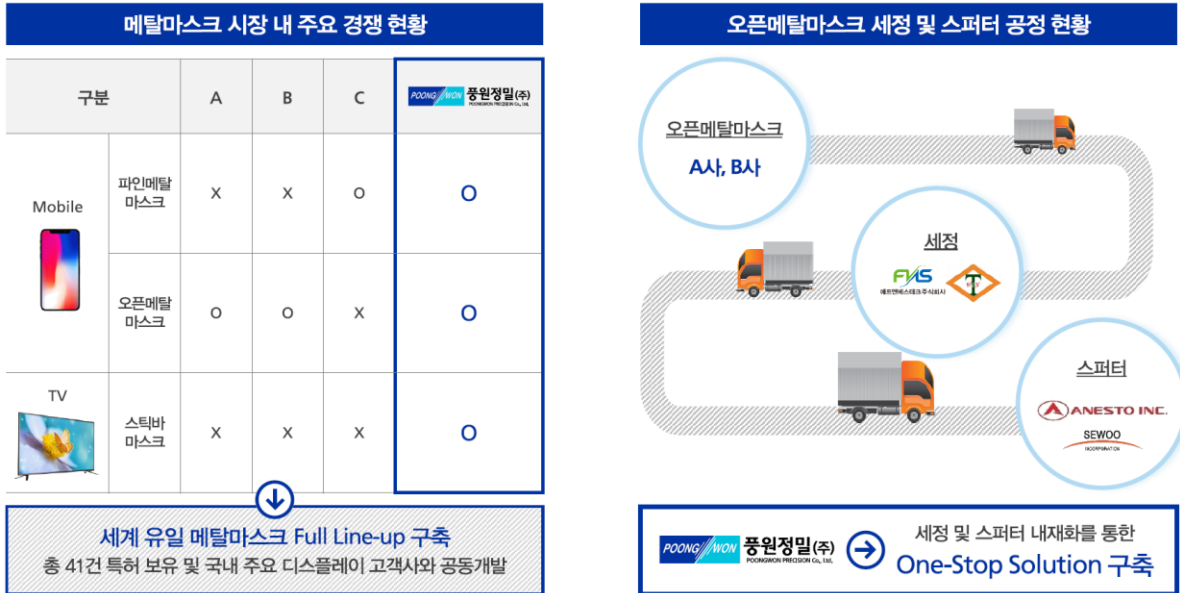 메탈마스크 시장 내 주요 경쟁 현황
구분 A B C POONG WON 풍원정밀(주)
POONGWON PRECISION Co., Ltd.
Mobile
파인메탈
마스크 X X O O
오픈메탈
마스크 O O X O
TV
스틱바
마스크 X X X O
세계 유일 메탈마스크 Full Line-up 구축
총 41건 특허 보유 및 국내 주요 디스플레이 고객사와 공동개발
오픈메탈마스크 세정 및 스퍼터 공정 현황
오픈메탈마스크
A사, B사
세정
에프엔에스테크주식회사
스퍼터
ANESTO INC.
SEWOO
INCORPORATION
POONG WON 풍원정밀(주)
POONGWON PRECISION Co., Ltd.
세정 및 스퍼터 내재화를 통한
One-Stop Solution 구축